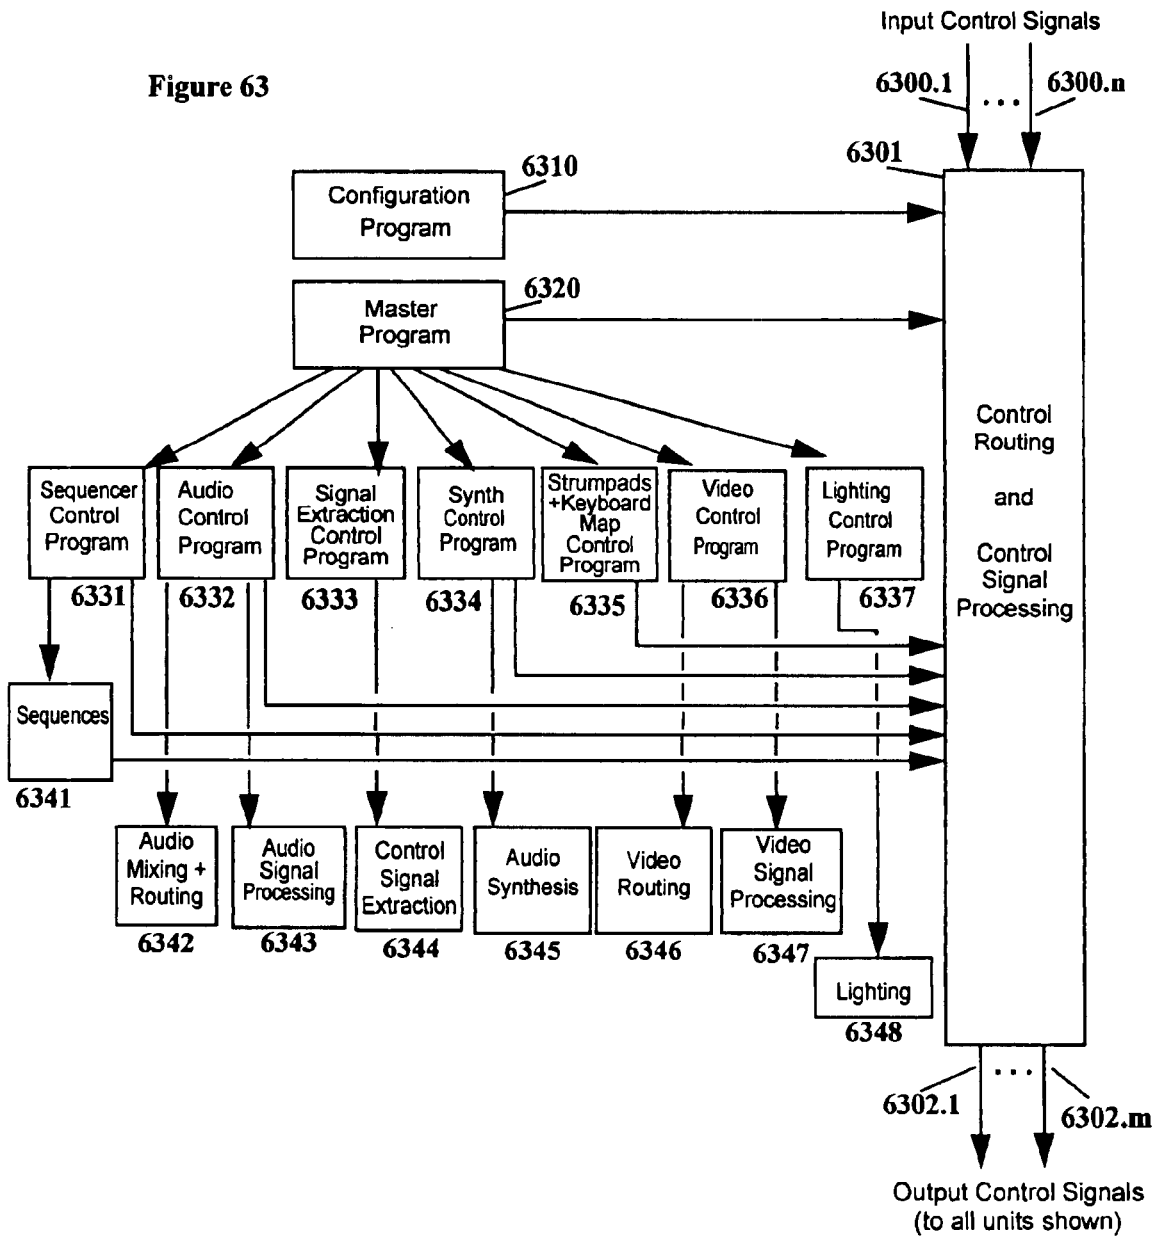 Input Control Signals
Figure 63
6300.1
...
6300.n
6301
6310
Configuration
Program
6320
Master
Program
Control
Routing
and
Control
Signal
Processing
Sequencer
Control
Program
6331
Audio
Control
Program
6332
Signal
Extraction
Control
Program
6333
Synth
Control
Program
6334
Strumpads
+Keyboard
Map
Control
Program
6335
Video
Control
Program
6336
Lighting
Control
Program
6337
Sequences
6341
Audio
Mixing +
Routing
6342
Audio
Signal
Processing
6343
Control
Signal
Extraction
6344
Audio
Synthesis
6345
Video
Routing
6346
Video
Signal
Processing
6347
Lighting
6348
6302.1
...
6302.m
Output Control Signals
(to all units shown)